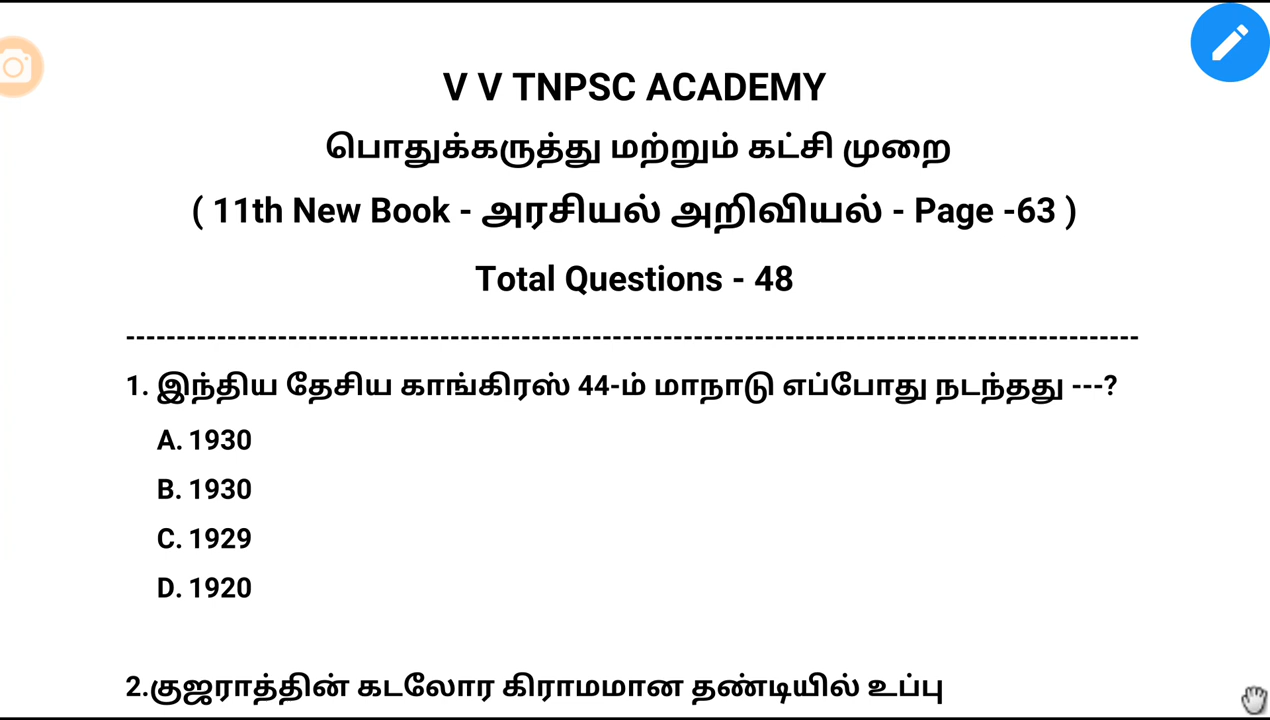 V V TNPSC ACADEMY
பொதுக்கருத்து மற்றும் கட்சி முறை
( 11th New Book - அரசியல் அறிவியல் - Page -63 )
Total Questions - 48
-----------------------------------------------------------------------------------------
1. இந்திய தேசிய காங்கிரஸ் 44-ம் மாநாடு எப்போது நடந்தது ---?
A. 1930
B. 1930
C. 1929
D. 1920
2.குஜராத்தின் கடலோர கிராமமான தண்டியில் உப்பு